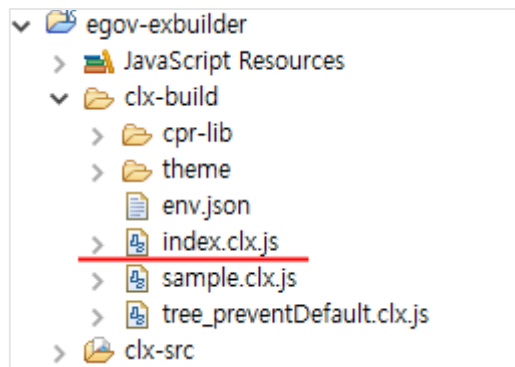 egov-exbuilder
JavaScript Resources
clx-build
cpr-lib
theme
env.json
index.clx.js
sample.clx.js
tree_preventDefault.clx.js
clx-src